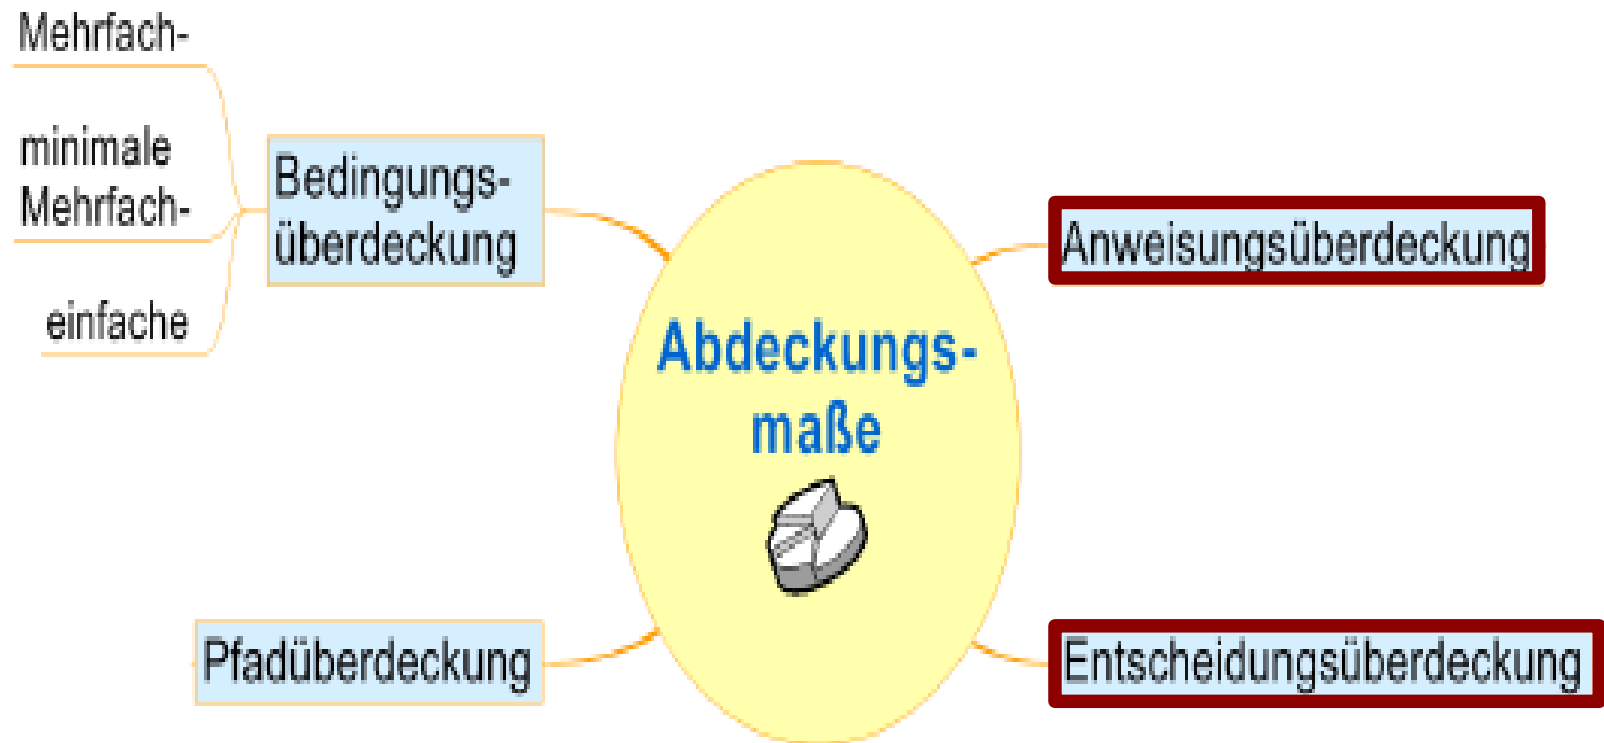 Mehrfach-
minimale
Mehrfach-
einfache
Bedingungs-
überdeckung
Abdeckungs-
maße
Anweisungsüberdeckung
Pfadüberdeckung
Entscheidungsüberdeckung